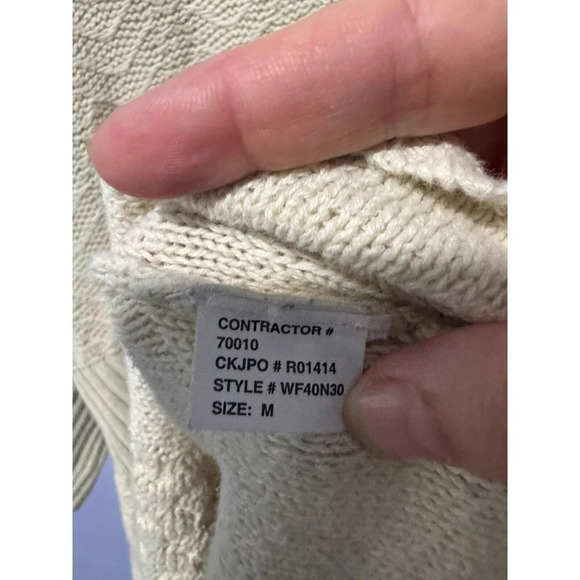 CONTRACTOR #
70010
CKJPO # R01414
STYLE # WF40N30
SIZE: M